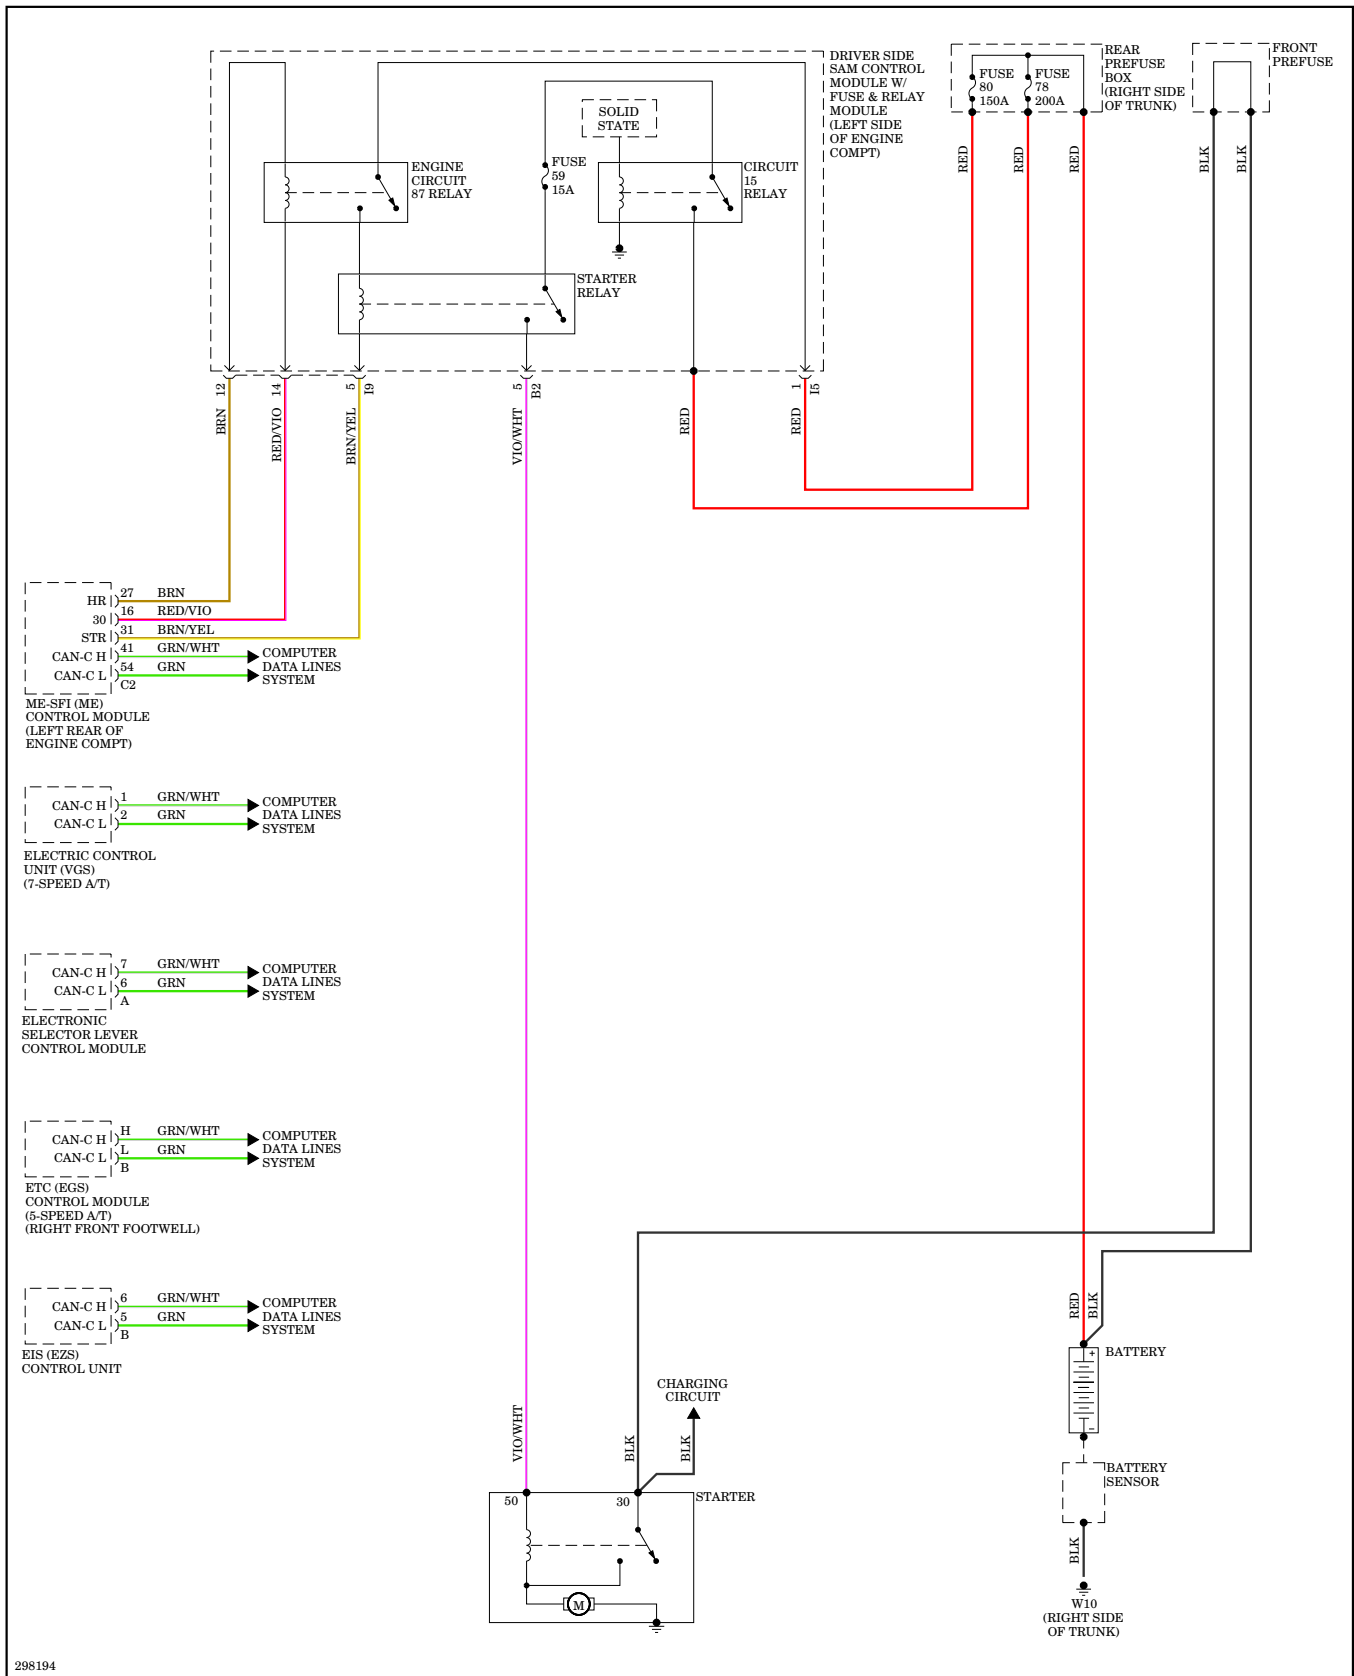 DRIVER SIDE
SAM CONTROL
MODULE W/
FUSE & RELAY
MODULE
(LEFT SIDE
OF ENGINE
COMPT)
REAR
PREFUSE
BOX
(RIGHT SIDE
OF TRUNK)
FRONT
PREFUSE
FUSE
80
150A
FUSE
78
200A
SOLID
STATE
ENGINE
CIRCUIT
87 RELAY
FUSE
59
15A
CIRCUIT
15
RELAY
RED
RED
RED
BLK
BLK
STARTER
RELAY
12
14
5
I9
5
B2
1
I5
BRN
RED/VIO
BRN/YEL
VIO/WHT
RED
RED
HR
27
BRN
30
16
RED/VIO
STR
31
BRN/YEL
CAN-C H
41
GRN/WHT
CAN-C L
54
GRN
C2
COMPUTER
DATA LINES
SYSTEM
ME-SFI (ME)
CONTROL MODULE
(LEFT REAR OF
ENGINE COMPT)
CAN-C H
1
GRN/WHT
CAN-C L
2
GRN
COMPUTER
DATA LINES
SYSTEM
ELECTRIC CONTROL
UNIT (VGS)
(7-SPEED A/T)
CAN-C H
7
GRN/WHT
CAN-C L
6
GRN
A
COMPUTER
DATA LINES
SYSTEM
ELECTRONIC
SELECTOR LEVER
CONTROL MODULE
CAN-C H
H
GRN/WHT
CAN-C L
L
GRN
B
COMPUTER
DATA LINES
SYSTEM
ETC (EGS)
CONTROL MODULE
(5-SPEED A/T)
(RIGHT FRONT FOOTWELL)
CAN-C H
6
GRN/WHT
CAN-C L
5
GRN
B
COMPUTER
DATA LINES
SYSTEM
EIS (EZS)
CONTROL UNIT
RED
BLK
+
BATTERY
-
CHARGING
CIRCUIT
VIO/WHT
BLK
BLK
50
30
STARTER
M
BATTERY
SENSOR
BLK
W10
(RIGHT SIDE
OF TRUNK)
298194